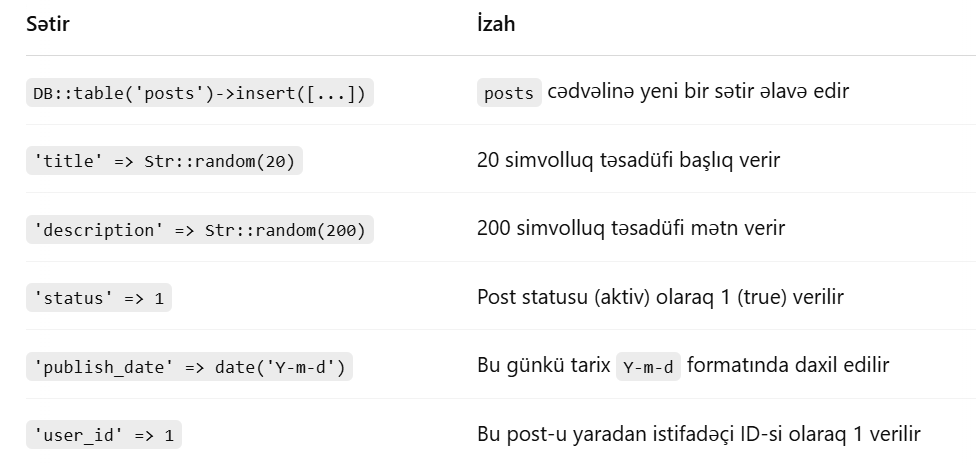 Sətir İzah
DB::table('posts')->insert([...]) posts cədvəlinə yeni bir sətir əlavə edir
'title' => Str::random(20) 20 simvolluq təsadüfi başlıq verir
'description' => Str::random(200) 200 simvolluq təsadüfi mətn verir
'status' => 1 Post statusu (aktiv) olaraq 1 (true) verilir
'publish_date' => date('Y-m-d') Bu günkü tarix Y-m-d formatında daxil edilir
'user_id' => 1 Bu post-u yaradan istifadəçi ID-si olaraq 1 verilir